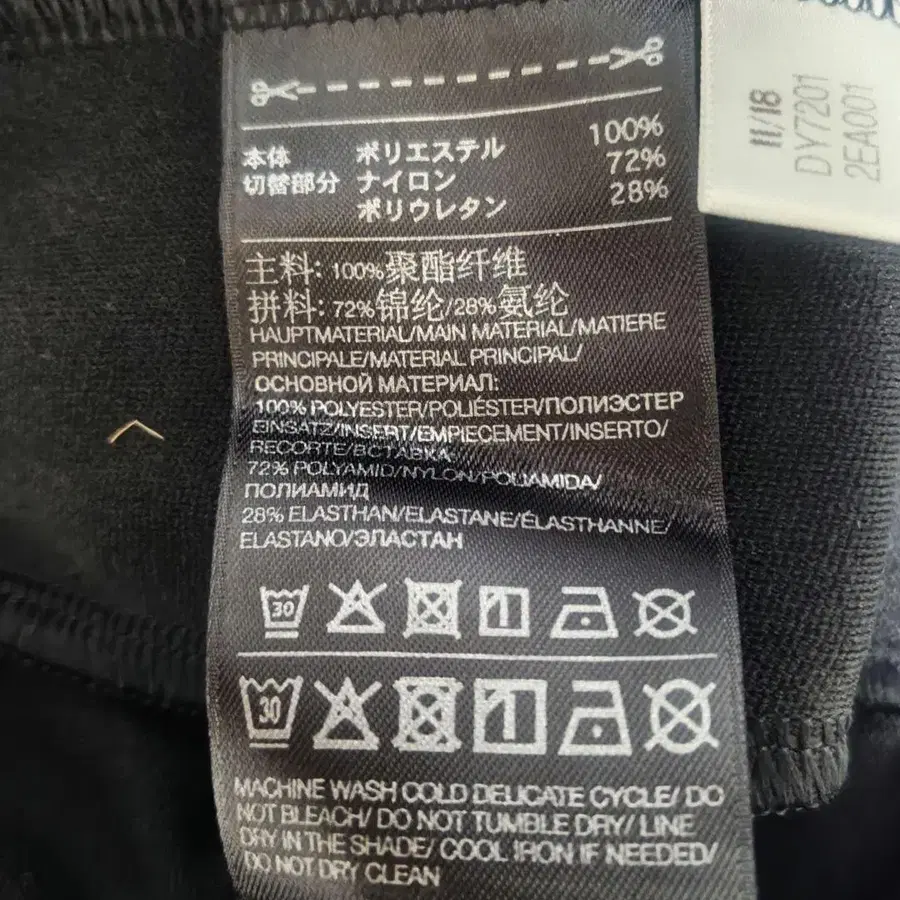 本体 ポリエステル 100%
切替部分 ナイロン 72%
ポリウレタン 28%
主料: 100%聚酯纤维
拼料: 72%锦纶/28%氨纶
HAUPTMATERIAL/MAIN MATERIAL/MATIERE
PRINCIPALE/MATERIAL PRINCIPAL/
ОСНОВНОЙ МАТЕРИАЛ:
100% POLYESTER/POLIÉSTER/ПОЛИЭСТЕР
EINSATZ/INSERT/EMPIECEMENT/INSERTO/
RECORTE/ВСТАВКА
72% POLYAMID/NYLON/POLIAMIDA/
ПОЛИАМИД
28% ELASTHAN/ELASTANE/ÉLASTHANNE/
ELASTANO/ЭЛАСТАН
30
30
MACHINE WASH COLD DELICATE CYCLE/ DO
NOT BLEACH/ DO NOT TUMBLE DRY/ LINE
DRY IN THE SHADE/ COOL IRON IF NEEDED/
DO NOT DRY CLEAN
11/18
DY7201
2EA001